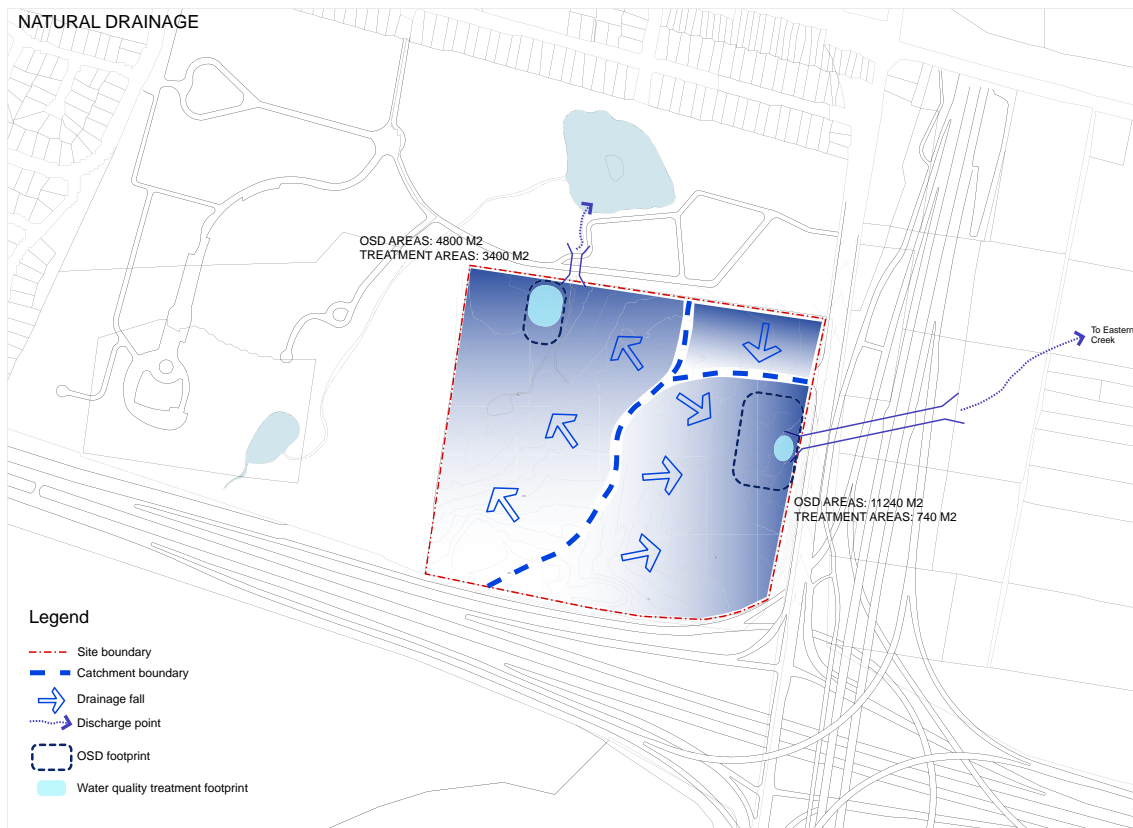 NATURAL DRAINAGE
OSD AREAS: 4800 M2
TREATMENT AREAS: 3400 M2
To Eastern
Creek
OSD AREAS: 11240 M2
TREATMENT AREAS: 740 M2
Legend
Site boundary
Catchment boundary
Drainage fall
Discharge point
OSD footprint
Water quality treatment footprint